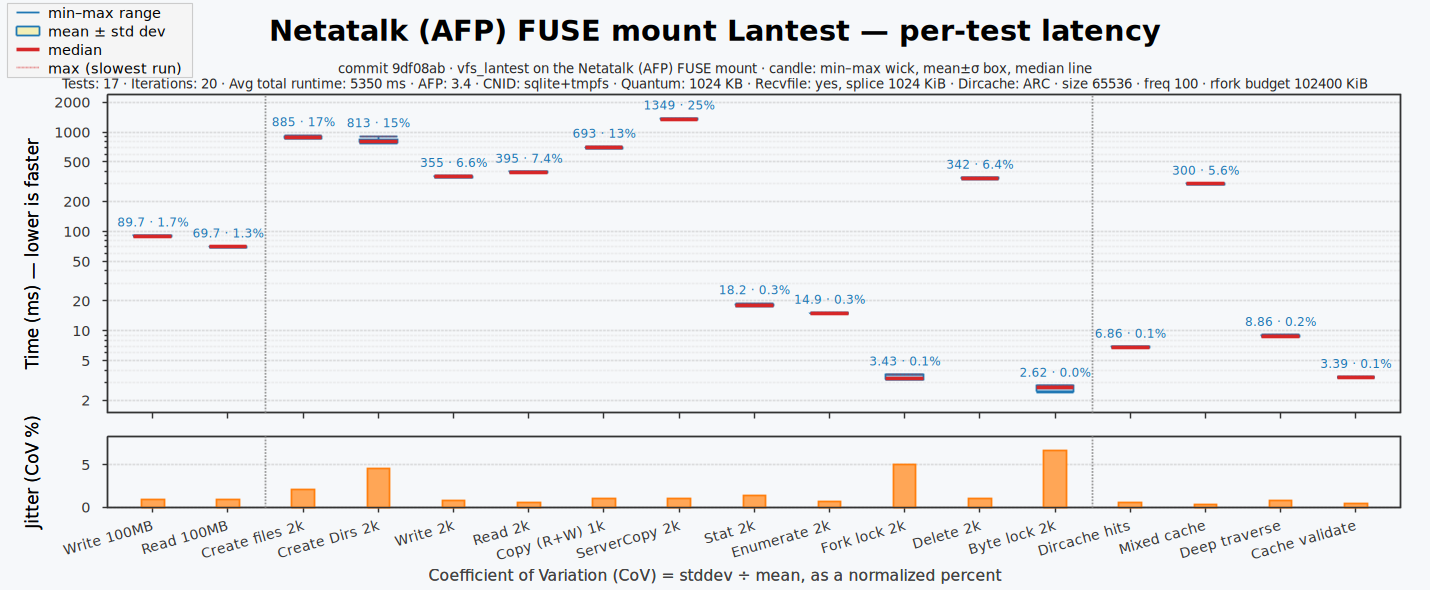 min–max range
mean ± std dev
median
max (slowest run)
Netatalk (AFP) FUSE mount Lantest — per-test latency
commit 9df08ab · vfs_lantest on the Netatalk (AFP) FUSE mount · candle: min–max wick, mean±σ box, median line
Tests: 17 · Iterations: 20 · Avg total runtime: 5350 ms · AFP: 3.4 · CNID: sqlite+tmpfs · Quantum: 1024 KB · Recvfile: yes, splice 1024 KiB · Dircache: ARC · size 65536 · freq 100 · rfork budget 102400 KiB
Time (ms) — lower is faster
2000
1000
500
200
100
50
20
10
5
2
89.7 · 1.7%
69.7 · 1.3%
885 · 17%
813 · 15%
355 · 6.6%
395 · 7.4%
693 · 13%
1349 · 25%
18.2 · 0.3%
14.9 · 0.3%
3.43 · 0.1%
342 · 6.4%
2.62 · 0.0%
6.86 · 0.1%
300 · 5.6%
8.86 · 0.2%
3.39 · 0.1%
Jitter (CoV %)
5
0
Write 100MB
Read 100MB
Create files 2k
Create Dirs 2k
Write 2k
Read 2k
Copy (R+W) 1k
ServerCopy 2k
Stat 2k
Enumerate 2k
Fork lock 2k
Delete 2k
Byte lock 2k
Dircache hits
Mixed cache
Deep traverse
Cache validate
Coefficient of Variation (CoV) = stddev ÷ mean, as a normalized percent